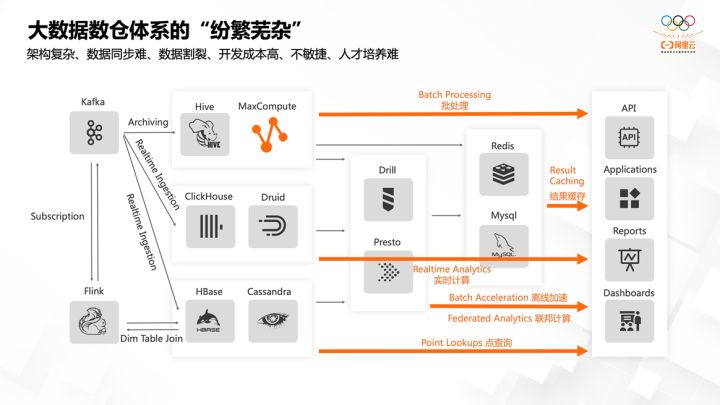 大数据数仓体系的“纷繁芜杂”
架构复杂、数据同步难、数据割裂、开发成本高、不敏捷、人才培养难
阿里云
Kafka
Archiving
Hive
HIVE
MaxCompute
Batch Processing
批处理
API
API
Realtime Ingestion
Realtime Ingestion
Subscription
ClickHouse
Druid
Drill
Presto
Redis
Mysql
MySQL
Result
Caching
结果缓存
Applications
Reports
Realtime Analytics
实时计算
Flink
HBase
HBASE
Cassandra
Dim Table Join
Batch Acceleration 离线加速
Federated Analytics 联邦计算
Dashboards
Point Lookups 点查询